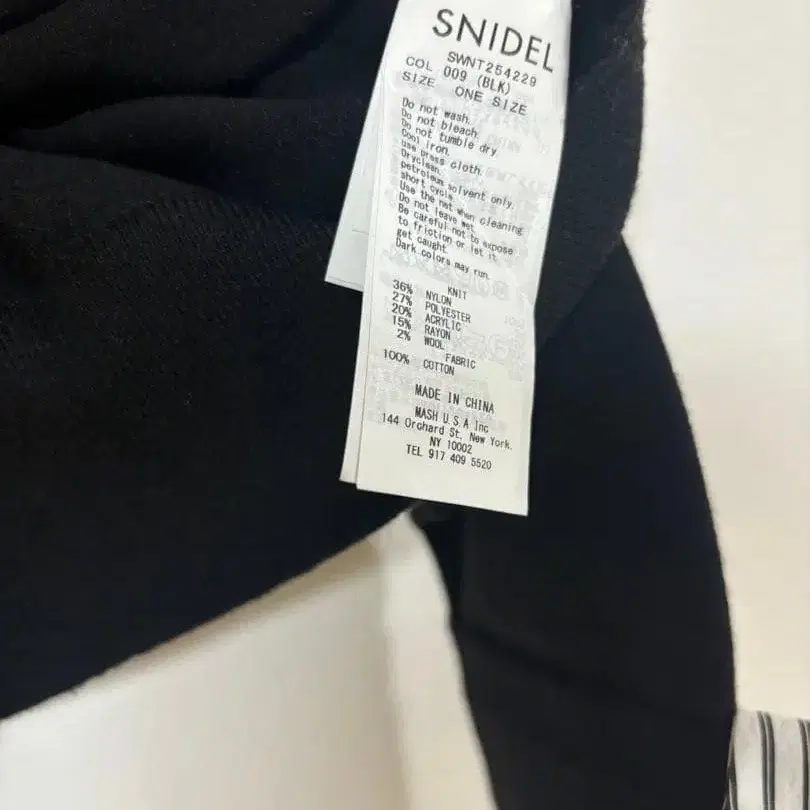 SNIDEL
SWNT254229
COL 009 (BLK)
SIZE ONE SIZE
Do not wash.
Do not bleach.
Do not tumble dry.
Cool iron.
use press cloth.
Dryclean,
petroleum solvent only,
short cycle.
Use the net when cleaning
Do not leave wet.
Be careful not to expose
to friction or let it
get caught.
Dark colors may run.
KNIT
36% NYLON
27% POLYESTER
20% ACRYLIC
15% RAYON
2% WOOL
FABRIC
100% COTTON
MADE IN CHINA
MASH U.S.A Inc
144 Orchard St, New York.
NY 10002
TEL 917 409 5520